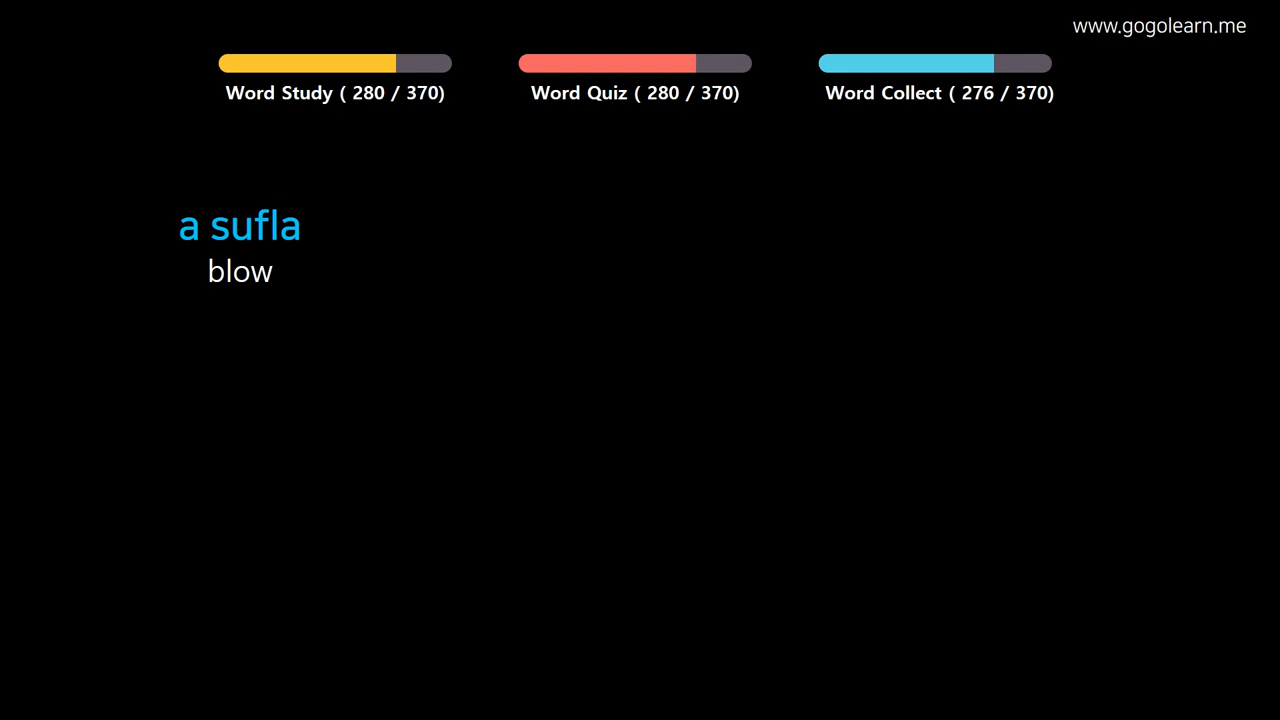 www.gogolearn.me
Word Study ( 280 / 370)
Word Quiz ( 280 / 370)
Word Collect ( 276 / 370)
a sufla
blow